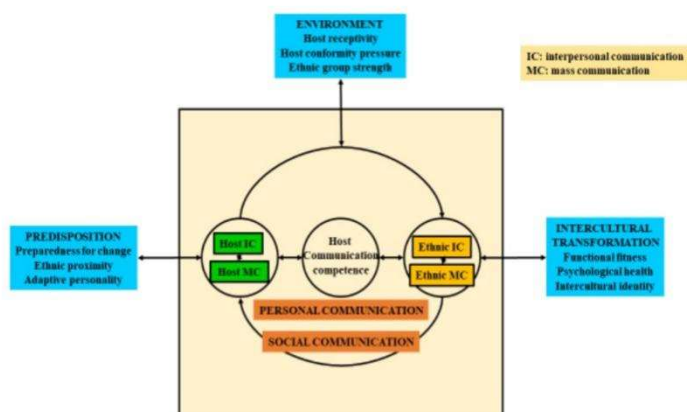 ENVIRONMENT
Host receptivity
Host conformity pressure
Ethnic group strength
IC: interpersonal communication
MC: mass communication
PREDISPOSITION
Preparedness for change
Ethnic proximity
Adaptive personality
Host IC
Host MC
Host
Communication
competence
Ethnic IC
Ethnic MC
INTERCULTURAL
TRANSFORMATION
Functional fitness
Psychological health
Intercultural identity
PERSONAL COMMUNICATION
SOCIAL COMMUNICATION